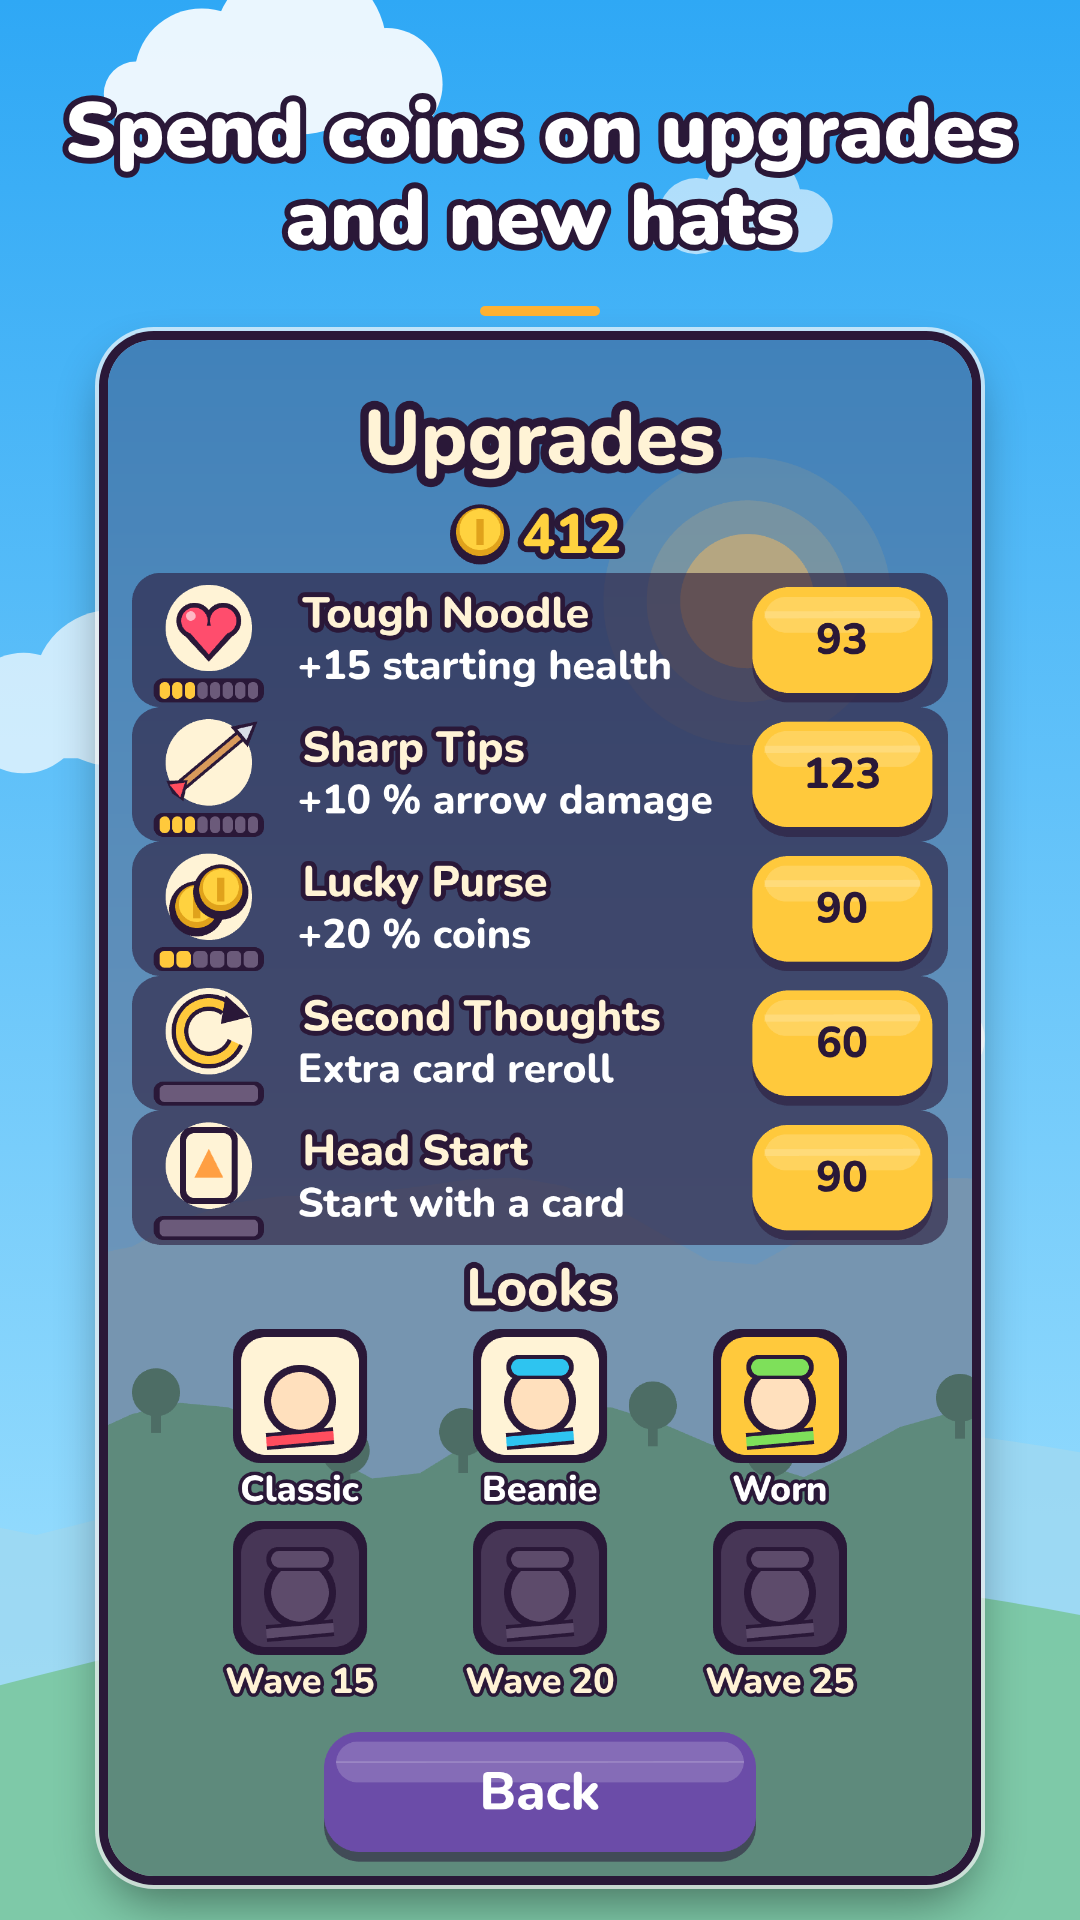 Spend coins on upgrades
and new hats
Upgrades
412
Tough Noodle
+15 starting health
93
Sharp Tips
+10 % arrow damage
123
Lucky Purse
+20 % coins
90
Second Thoughts
Extra card reroll
60
Head Start
Start with a card
90
Looks
Classic
Beanie
Worn
Wave 15
Wave 20
Wave 25
Back